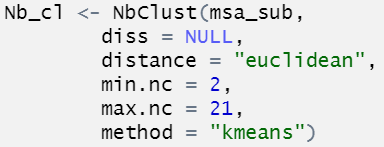 Nb_cl <- NbClust(msa_sub,
diss = NULL,
distance = "euclidean",
min.nc = 2,
max.nc = 21,
method = "kmeans")